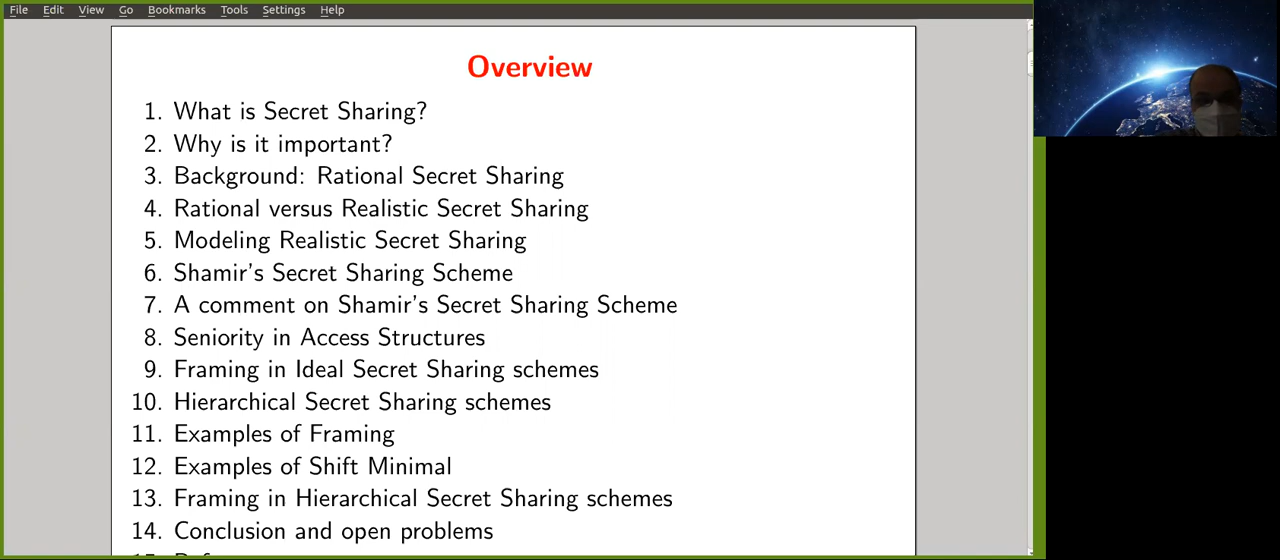 File Edit View Go Bookmarks Tools Settings Help
Overview
1. What is Secret Sharing?
2. Why is it important?
3. Background: Rational Secret Sharing
4. Rational versus Realistic Secret Sharing
5. Modeling Realistic Secret Sharing
6. Shamir's Secret Sharing Scheme
7. A comment on Shamir's Secret Sharing Scheme
8. Seniority in Access Structures
9. Framing in Ideal Secret Sharing schemes
10. Hierarchical Secret Sharing schemes
11. Examples of Framing
12. Examples of Shift Minimal
13. Framing in Hierarchical Secret Sharing schemes
14. Conclusion and open problems